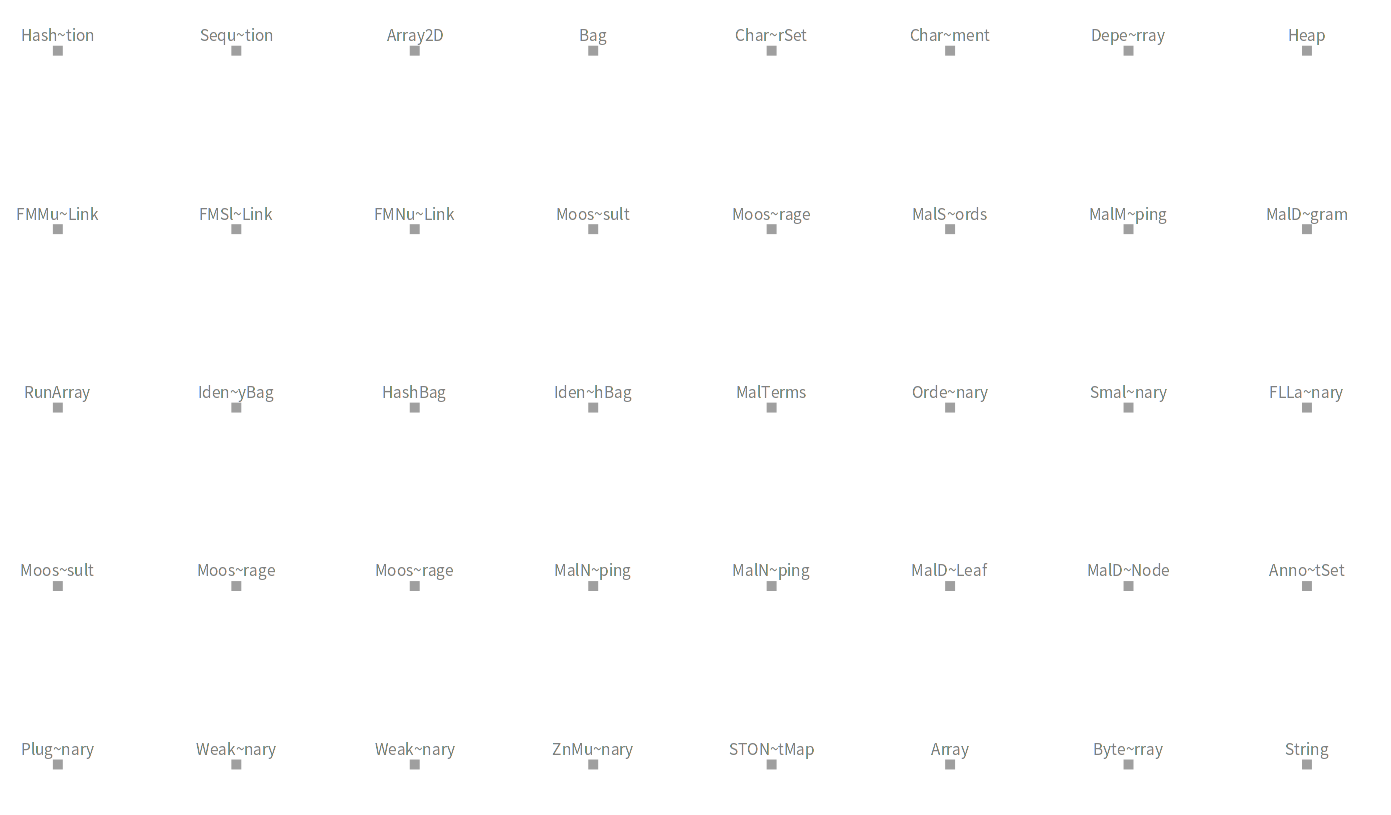 Hash~tion Sequ~tion Array2D Bag Char~rSet Char~ment Depe~rray Heap
FMMu~Link FMSl~Link FMNu~Link Moos~sult Moos~rage MalS~ords MalM~ping MalD~gram
RunArray Iden~yBag HashBag Iden~hBag MalTerms Orde~nary Smal~nary FLLa~nary
Moos~sult Moos~rage Moos~rage MalN~ping MalN~ping MalD~Leaf MalD~Node Anno~tSet
Plug~nary Weak~nary Weak~nary ZnMu~nary STON~tMap Array Byte~rray String